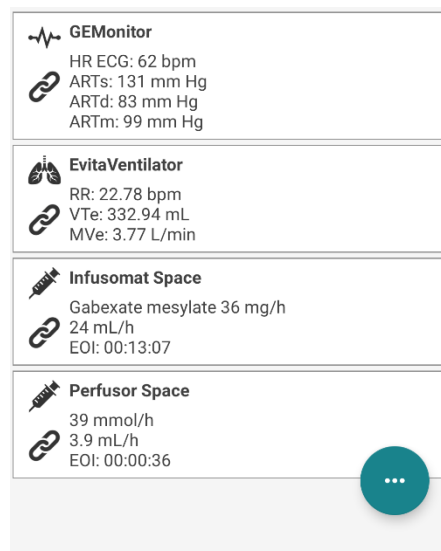 GEMonitor
HR ECG: 62 bpm
ARTs: 131 mm Hg
ARTd: 83 mm Hg
ARTm: 99 mm Hg
EvitaVentilator
RR: 22.78 bpm
VTe: 332.94 mL
MVe: 3.77 L/min
Infusomat Space
Gabexate mesylate 36 mg/h
24 mL/h
EOI: 00:13:07
Perfusor Space
39 mmol/h
3.9 mL/h
EOI: 00:00:36